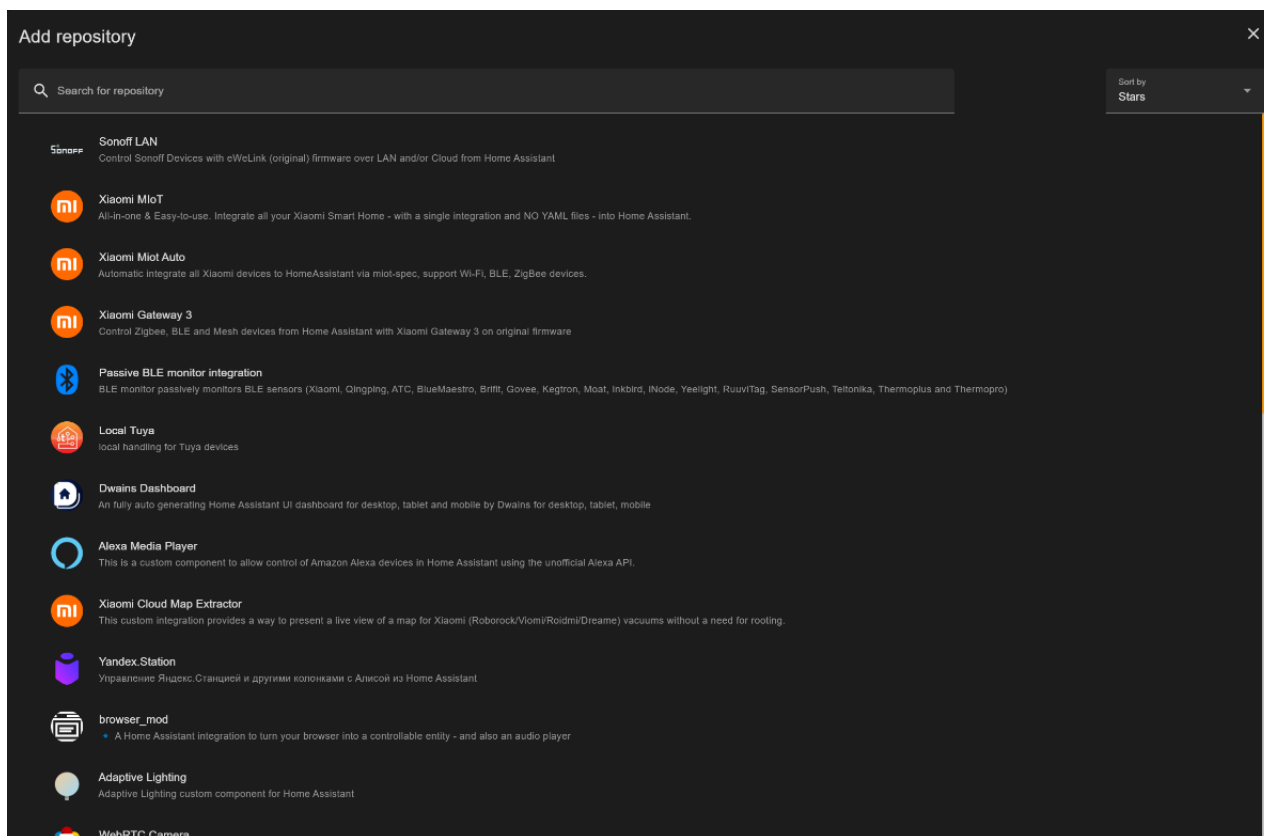 Add repository
Search for repository
Sort by
Stars
SONOFF
Sonoff LAN
Control Sonoff Devices with eWeLink (original) firmware over LAN and/or Cloud from Home Assistant
Xiaomi MIoT
All-in-one & Easy-to-use. Integrate all your Xiaomi Smart Home - with a single integration and NO YAML files - into Home Assistant.
Xiaomi Miot Auto
Automatic integrate all Xiaomi devices to HomeAssistant via miot-spec, support Wi-Fi, BLE, ZigBee devices.
Xiaomi Gateway 3
Control Zigbee, BLE and Mesh devices from Home Assistant with Xiaomi Gateway 3 on original firmware
Passive BLE monitor integration
BLE monitor passively monitors BLE sensors (Xiaomi, Qingping, ATC, BlueMaestro, Brifit, Govee, Kegtron, Moat, Inkbird, iNode, Yeelight, RuuviTag, SensorPush, Teltonika, Thermoplus and Thermopro)
Local Tuya
local handling for Tuya devices
Dwains Dashboard
An fully auto generating Home Assistant UI dashboard for desktop, tablet and mobile by Dwains for desktop, tablet, mobile
Alexa Media Player
This is a custom component to allow control of Amazon Alexa devices in Home Assistant using the unofficial Alexa API.
Xiaomi Cloud Map Extractor
This custom integration provides a way to present a live view of a map for Xiaomi (Roborock/Viomi/Roidmi/Dreame) vacuums without a need for rooting.
Yandex.Station
Управление Яндекс.Станцией и другими колонками с Алисой из Home Assistant
browser_mod
🔹 A Home Assistant integration to turn your browser into a controllable entity - and also an audio player
Adaptive Lighting
Adaptive Lighting custom component for Home Assistant
WebRTC Camera